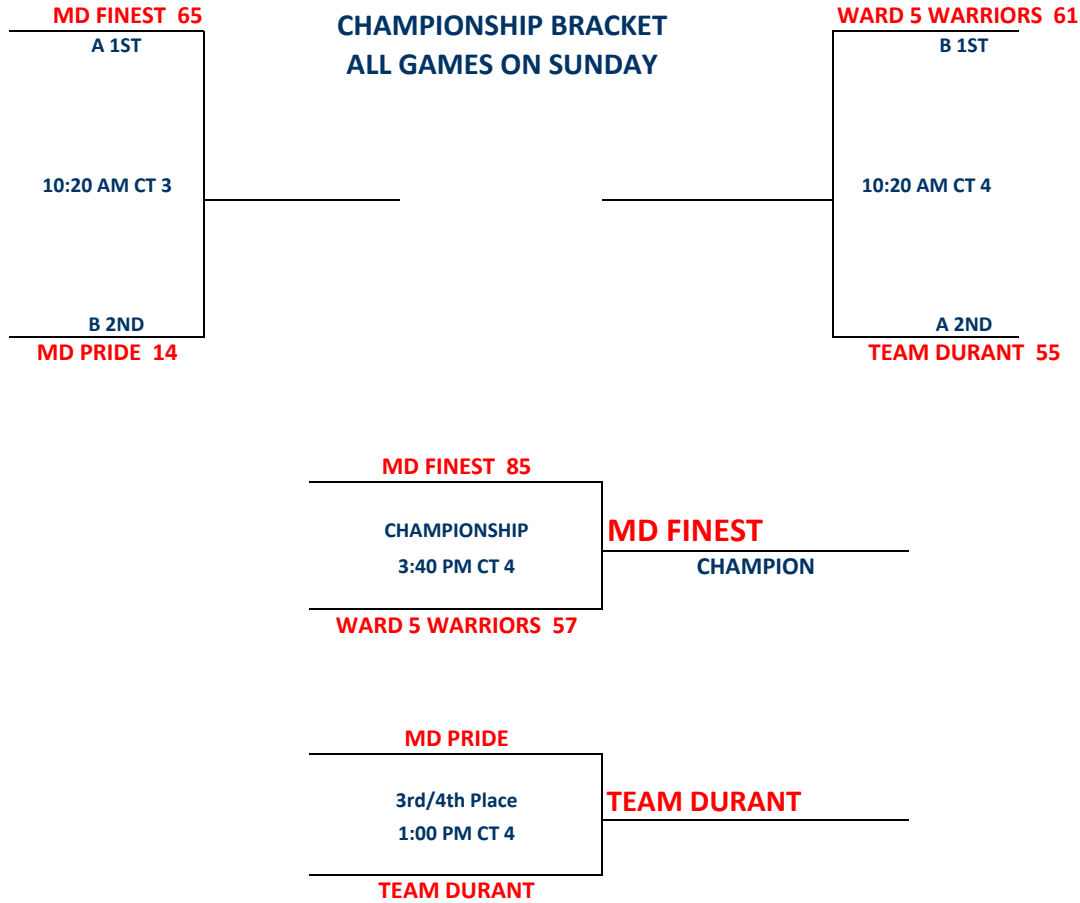 MD FINEST  65
A 1ST
10:20 AM CT 3
B 2ND
MD PRIDE  14
CHAMPIONSHIP BRACKET
ALL GAMES ON SUNDAY
WARD 5 WARRIORS  61
B 1ST
10:20 AM CT 4
A 2ND
TEAM DURANT  55
MD FINEST  85
CHAMPIONSHIP
3:40 PM CT 4
WARD 5 WARRIORS  57
MD FINEST
CHAMPION
MD PRIDE
3rd/4th Place
1:00 PM CT 4
TEAM DURANT
TEAM DURANT